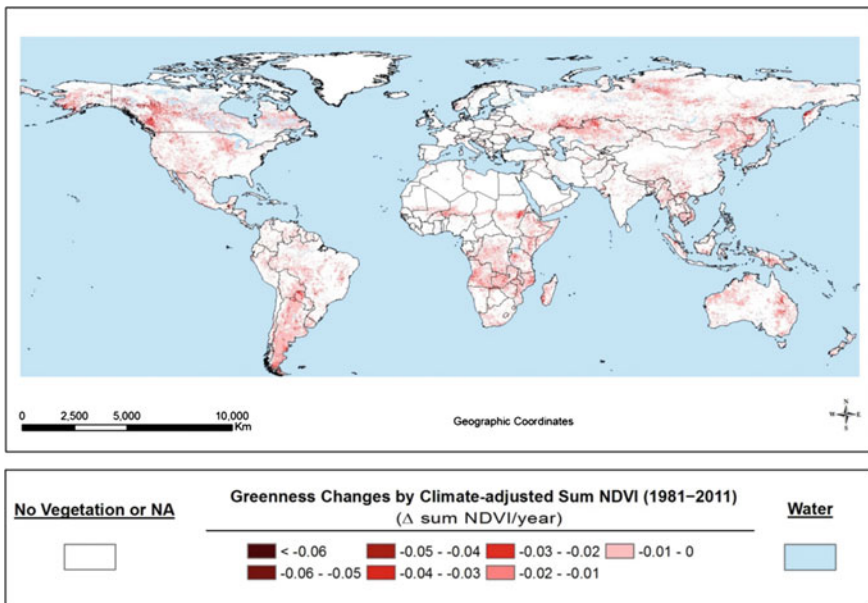 0 2,500 5,000 10,000
Km
Geographic Coordinates
N
W E
S
No Vegetation or NA
Greenness Changes by Climate-adjusted Sum NDVI (1981–2011)
(Δ sum NDVI/year)
Water
< -0.06 -0.05 - -0.04 -0.03 - -0.02 -0.01 - 0
-0.06 - -0.05 -0.04 - -0.03 -0.02 - -0.01